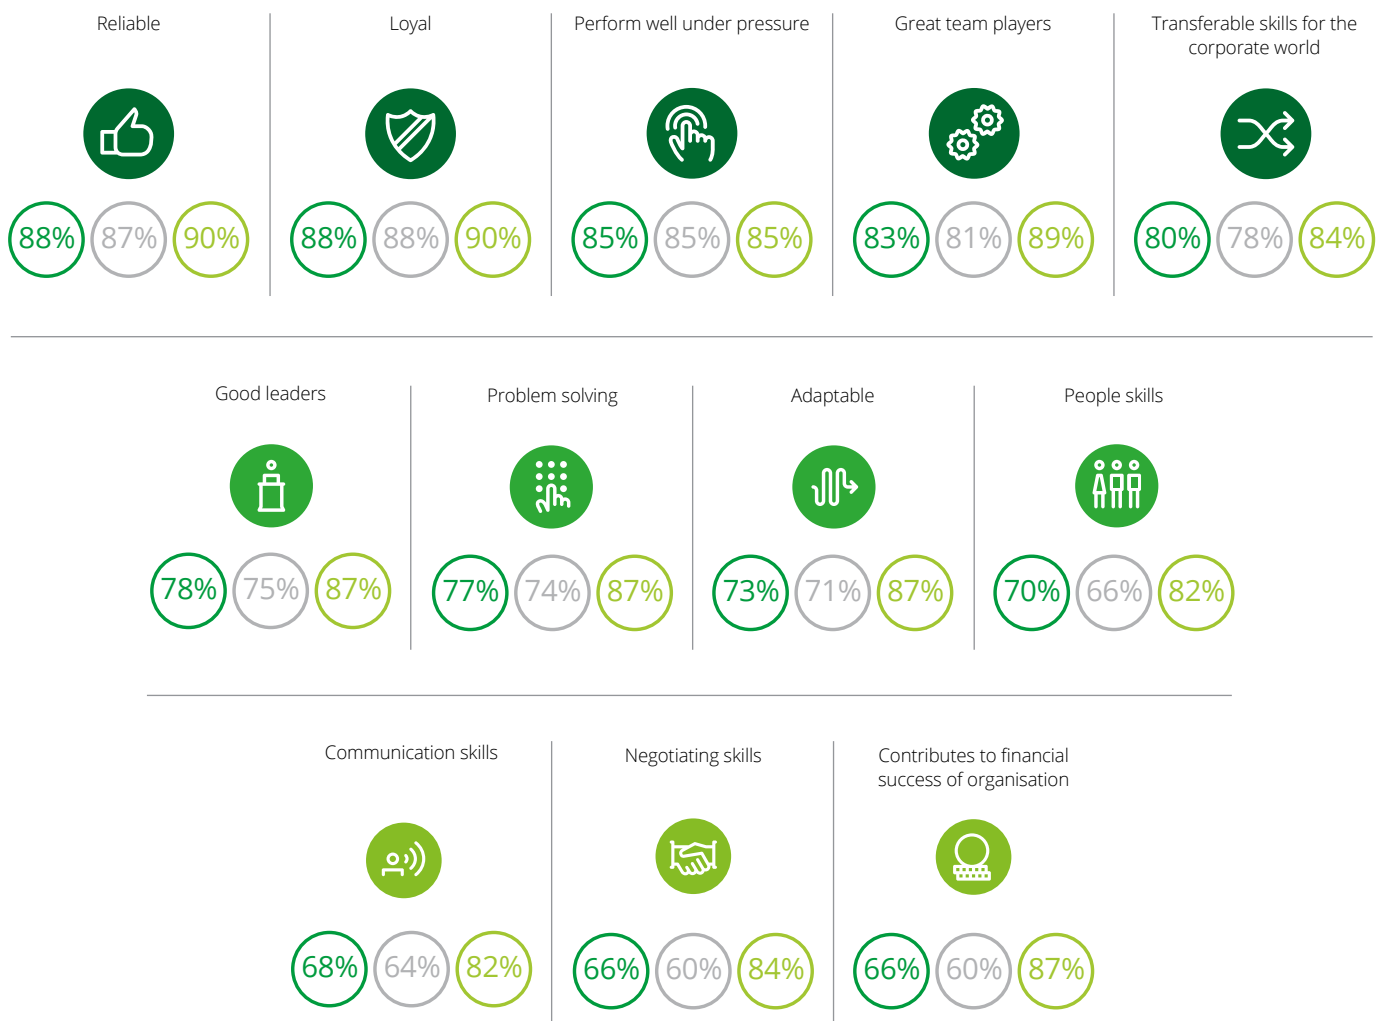 Reliable
Loyal
Perform well under pressure
Great team players
Transferable skills for the
corporate world
88% 87% 90%
88% 88% 90%
85% 85% 85%
83% 81% 89%
80% 78% 84%
Good leaders
Problem solving
Adaptable
People skills
78% 75% 87%
77% 74% 87%
73% 71% 87%
70% 66% 82%
Communication skills
Negotiating skills
Contributes to financial
success of organisation
68% 64% 82%
66% 60% 84%
66% 60% 87%